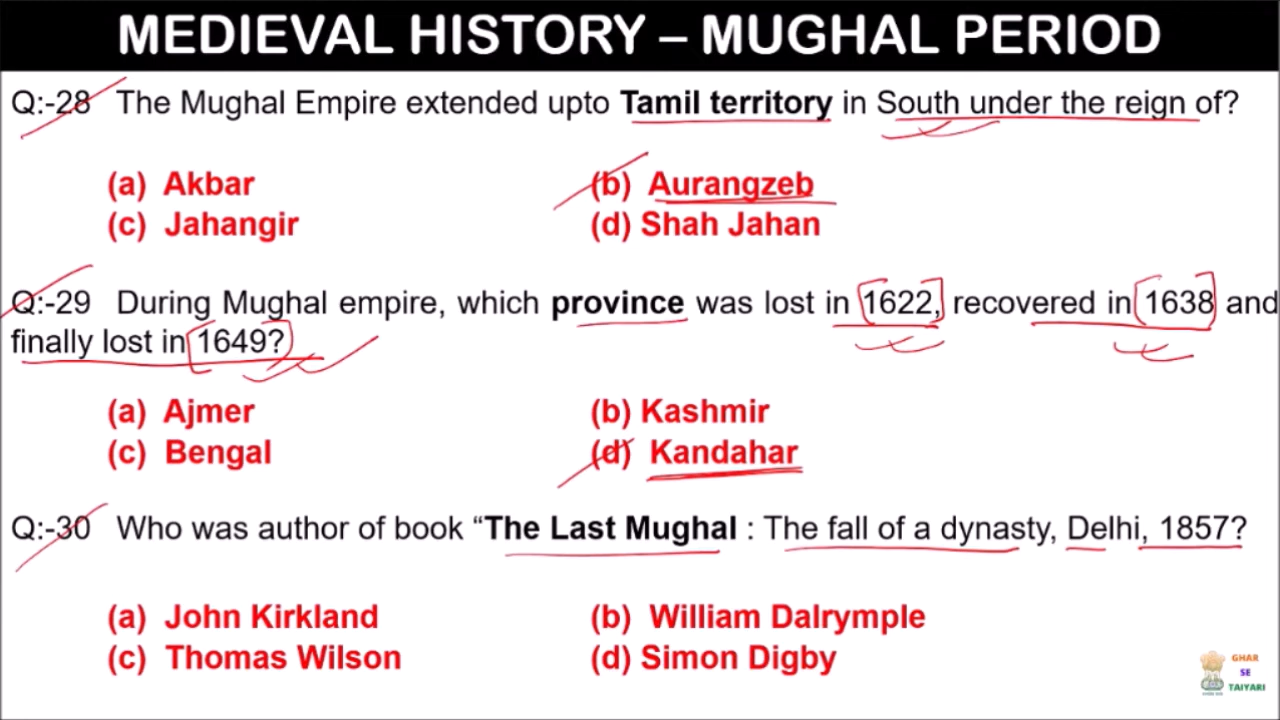 MEDIEVAL HISTORY – MUGHAL PERIOD
Q:-28 The Mughal Empire extended upto Tamil territory in South under the reign of?
(a) Akbar (b) Aurangzeb
(c) Jahangir (d) Shah Jahan
Q:-29 During Mughal empire, which province was lost in 1622, recovered in 1638 and
finally lost in 1649?
(a) Ajmer (b) Kashmir
(c) Bengal (d) Kandahar
Q:-30 Who was author of book “The Last Mughal : The fall of a dynasty, Delhi, 1857?
(a) John Kirkland (b) William Dalrymple
(c) Thomas Wilson (d) Simon Digby
GHAR
SE
TAIYARI